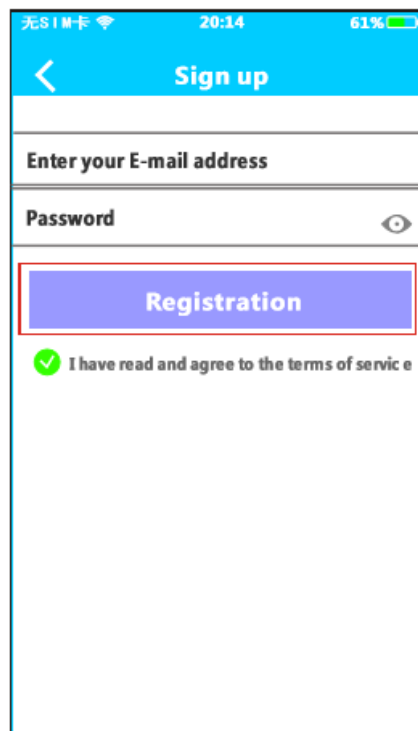 无SIM卡 20:14 61%
Sign up
Enter your E-mail address
Password
Registration
I have read and agree to the terms of service